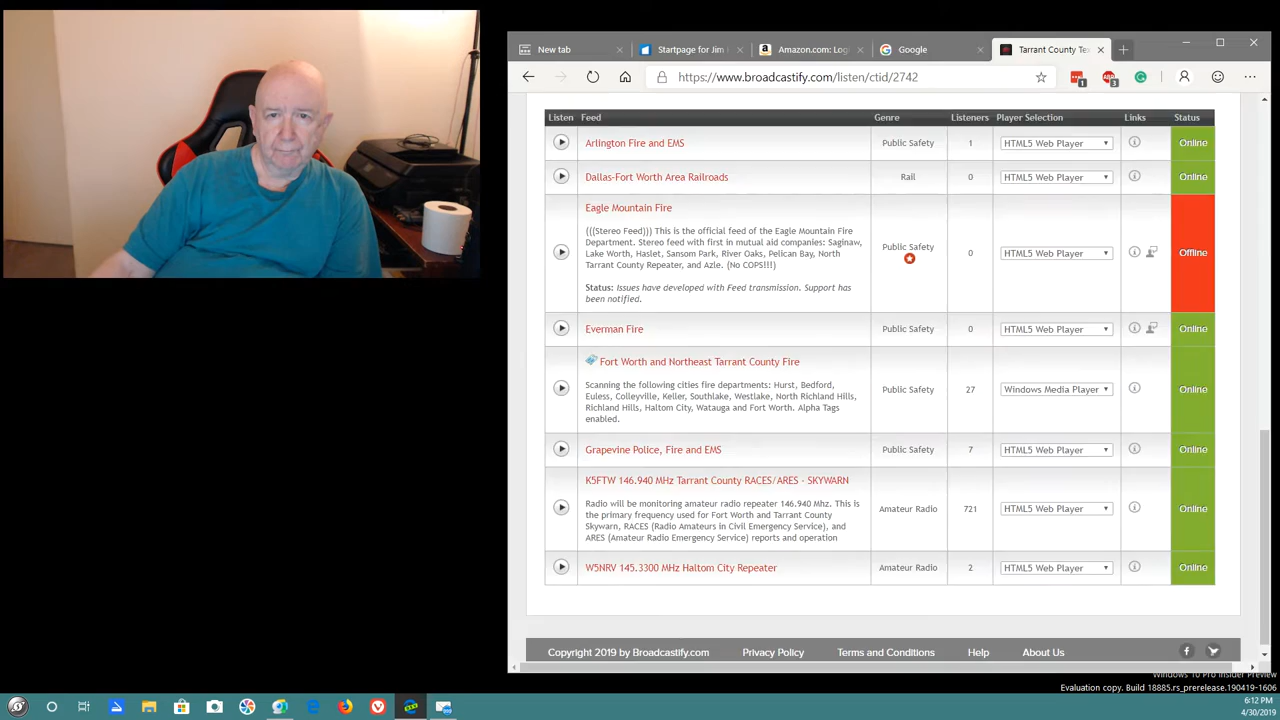 New tab
Startpage for Jim
Amazon.com: Log
Google
Tarrant County Te
https://www.broadcastify.com/listen/ctid/2742
1
3
Listen Feed Genre Listeners Player Selection Links Status
Arlington Fire and EMS Public Safety 1 HTML5 Web Player Online
Dallas-Fort Worth Area Railroads Rail 0 HTML5 Web Player Online
Eagle Mountain Fire
(((Stereo Feed))) This is the official feed of the Eagle Mountain Fire
Department. Stereo feed with first in mutual aid companies: Saginaw,
Lake Worth, Haslet, Sansom Park, River Oaks, Pelican Bay, North
Tarrant County Repeater, and Azle. (No COPS!!!)
Status: Issues have developed with Feed transmission. Support has
been notified.
Public Safety 0 HTML5 Web Player Offline
Everman Fire Public Safety 0 HTML5 Web Player Online
Fort Worth and Northeast Tarrant County Fire
Scanning the following cities fire departments: Hurst, Bedford,
Euless, Colleyville, Keller, Southlake, Westlake, North Richland Hills,
Richland Hills, Haltom City, Watauga and Fort Worth. Alpha Tags
enabled.
Public Safety 27 Windows Media Player Online
Grapevine Police, Fire and EMS Public Safety 7 HTML5 Web Player Online
K5FTW 146.940 MHz Tarrant County RACES/ARES - SKYWARN
Radio will be monitoring amateur radio repeater 146.940 Mhz. This is
the primary frequency used for Fort Worth and Tarrant County
Skywarn, RACES (Radio Amateurs in Civil Emergency Service), and
ARES (Amateur Radio Emergency Service) reports and operation
Amateur Radio 721 HTML5 Web Player Online
W5NRV 145.3300 MHz Haltom City Repeater Amateur Radio 2 HTML5 Web Player Online
Copyright 2019 by Broadcastify.com Privacy Policy Terms and Conditions Help About Us
Windows 10 Pro Insider Preview
Evaluation copy. Build 18885.rs_prerelease.190419-1606
6:12 PM
4/30/2019